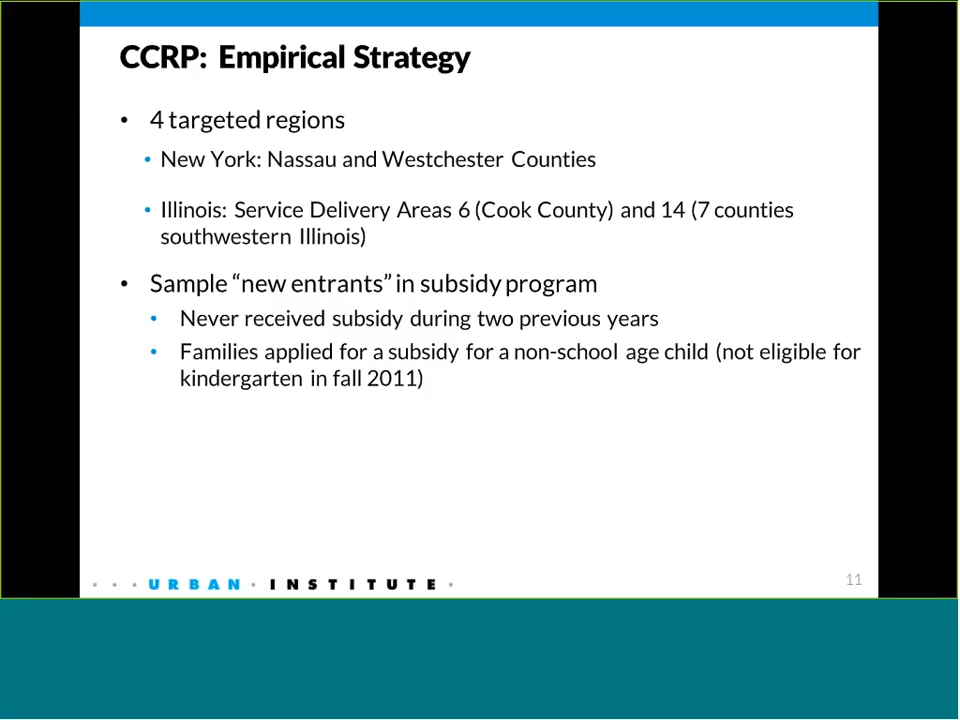 CCRP: Empirical Strategy
• 4 targeted regions
• New York: Nassau and Westchester Counties
• Illinois: Service Delivery Areas 6 (Cook County) and 14 (7 counties
southwestern Illinois)
• Sample “new entrants” in subsidy program
• Never received subsidy during two previous years
• Families applied for a subsidy for a non-school age child (not eligible for
kindergarten in fall 2011)
URBAN INSTITUTE
11